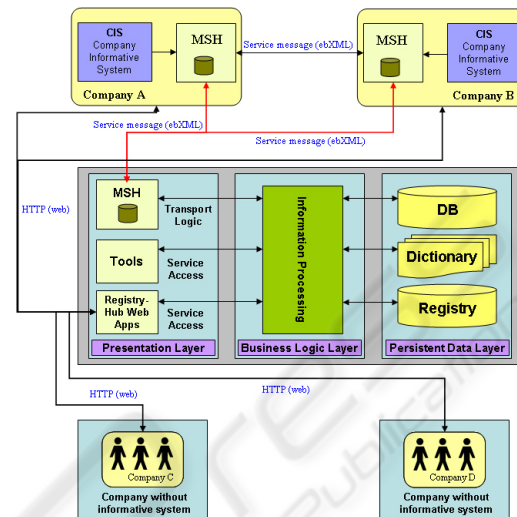 CIS
Company
Informative
System
MSH
Company A
Service message (ebXML)
MSH
CIS
Company
Informative
System
Company B
Service message (ebXML)
Service message (ebXML)
HTTP (web)
MSH
Transport
Logic
Tools
Service
Access
Registry-
Hub Web
Apps
Service
Access
Presentation Layer
Information Processing
Business Logic Layer
DB
Dictionary
Registry
Persistent Data Layer
HTTP (web)
HTTP (web)
Company C
Company without
informative system
Company D
Company without
informative system